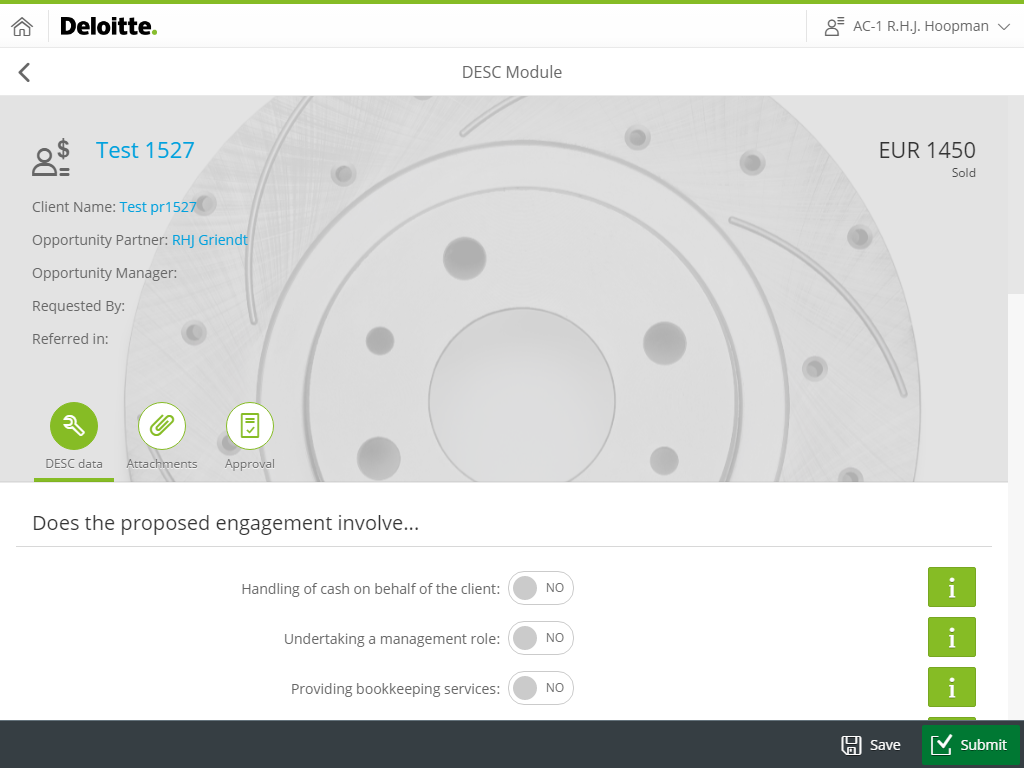 Deloitte.
AC-1 R.H.J. Hoopman
DESC Module
Test 1527
EUR 1450
Sold
Client Name: Test pr1527
Opportunity Partner: RHJ Griendt
Opportunity Manager:
Requested By:
Referred in:
DESC data
Attachments
Approval
Does the proposed engagement involve...
Handling of cash on behalf of the client: NO
Undertaking a management role: NO
Providing bookkeeping services: NO
Save
Submit